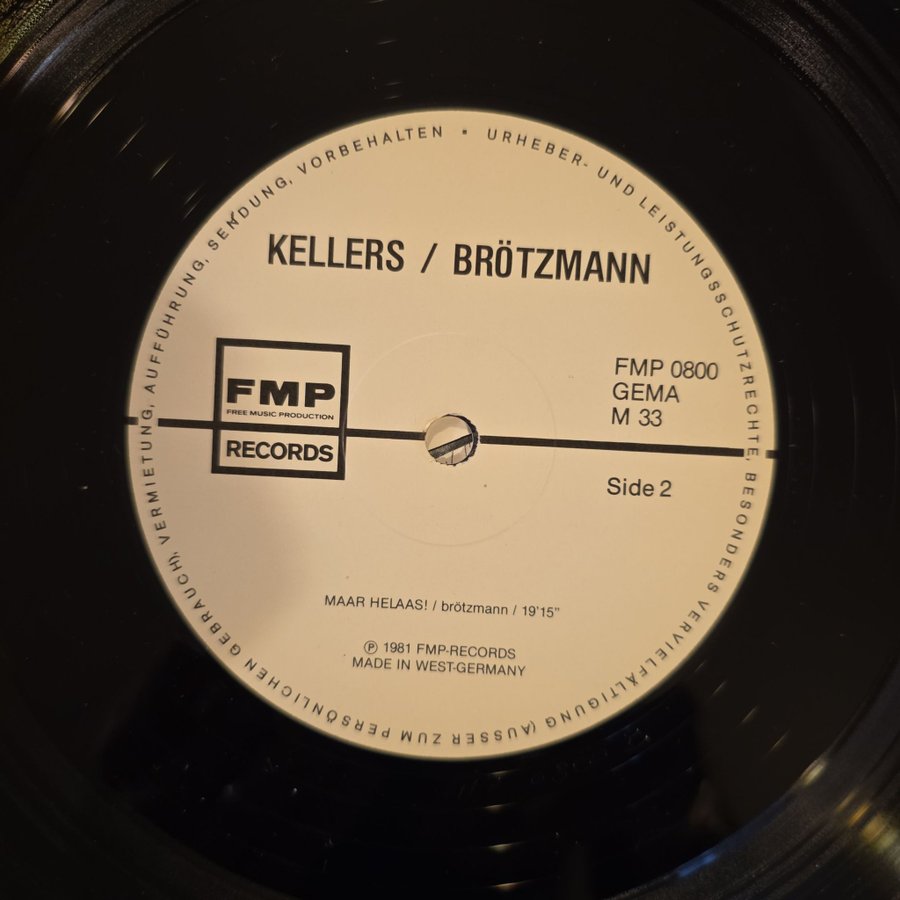 URHEBER- UND LEISTUNGSSCHUTZRECHTE, BESONDERS VERVIELFÄLTIGUNG (AUSSER ZUM PERSÖNLICHEN GEBRAUCH), VERMIETUNG, AUFFÜHRUNG, SENDUNG, VORBEHALTEN •
KELLERS / BRÖTZMANN
FMP
FREE MUSIC PRODUCTION
RECORDS
FMP 0800
GEMA
M 33
Side 2
MAAR HELAAS! / brötzmann / 19'15"
℗ 1981 FMP-RECORDS
MADE IN WEST-GERMANY